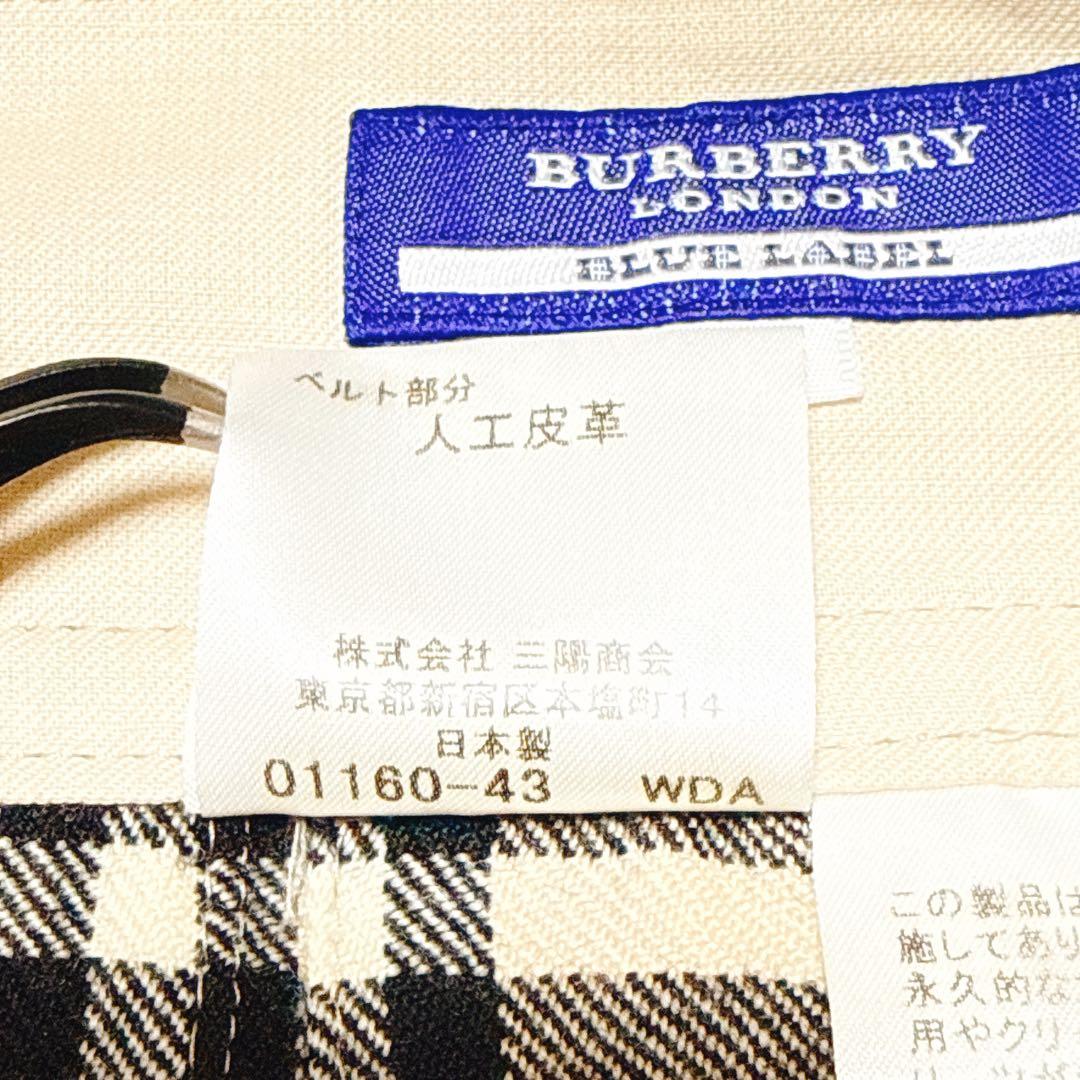 BURBERRY
LONDON
BLUE LABEL
ベルト部分
人工皮革
株式会社 三陽商会
東京都新宿区本塩町14
日本製
01160-43 WDA
この製品は
施してあり
永久的な
用やクリー